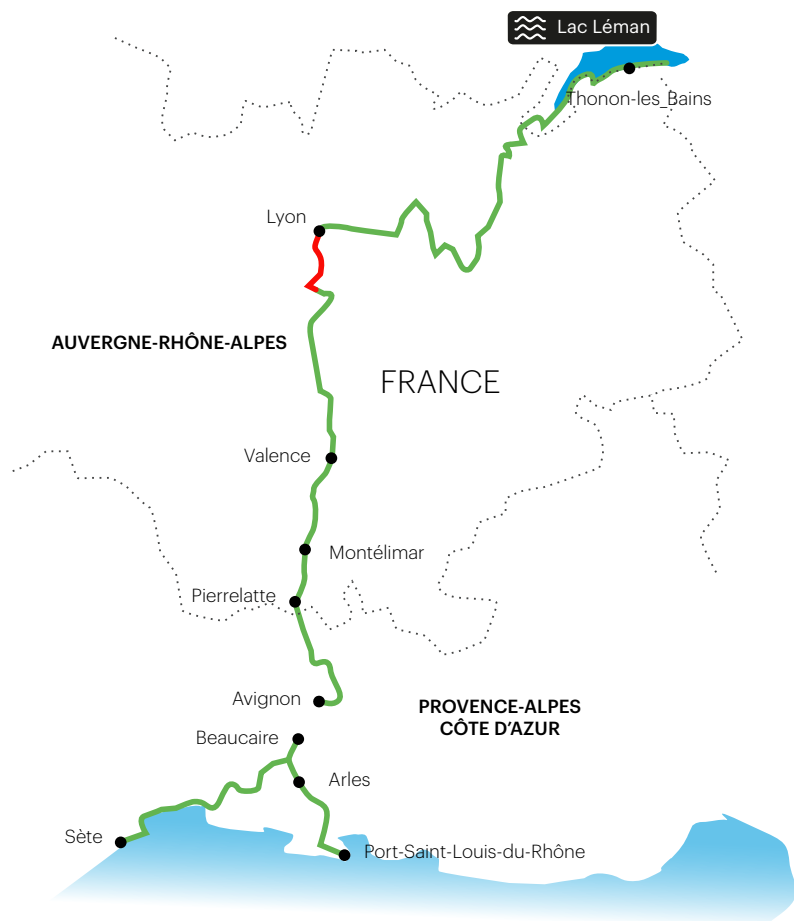 Lac Léman
Thonon-les_Bains
Lyon
AUVERGNE-RHÔNE-ALPES
FRANCE
Valence
Montélimar
Pierrelatte
Avignon
PROVENCE-ALPES
CÔTE D'AZUR
Beaucaire
Arles
Sète
Port-Saint-Louis-du-Rhône